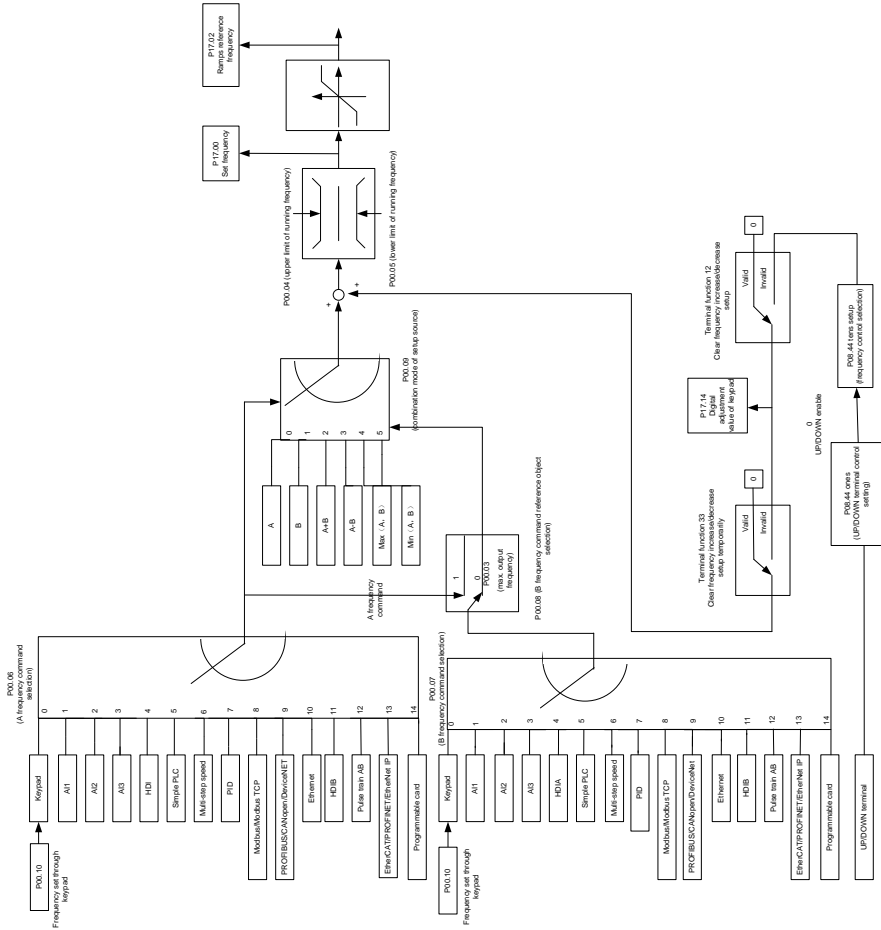 P00.06
(A frequency command
selection)
P00.10
Frequency set through
keypad
Keypad
0
AI1
1
AI2
2
AI3
3
HDI
4
Simple PLC
5
Multi-step speed
6
PID
7
Modbus/Modbus TCP
8
PROFIBUS/CANopen/DeviceNET
9
Ethernet
10
HDIB
11
Pulse train AB
12
EtherCAT/PROFINET/EtherNet IP
13
Programmable card
14
P00.07
(B frequency command selection)
P00.10
Frequency set through
keypad
Keypad
0
AI1
1
AI2
2
AI3
3
HDIA
4
Simple PLC
5
Multi-step speed
6
PID
7
Modbus/Modbus TCP
8
PROFIBUS/CANopen/DeviceNet
9
Ethernet
10
HDIB
11
Pulse train AB
12
EtherCAT/PROFINET/EtherNet IP
13
Programmable card
14
UP/DOWN terminal
A frequency
command
1
0
P00.03
(max. output
frequency)
P00.08 (B frequency command reference object
selection)
A
0
B
1
A+B
2
A-B
3
Max (A, B)
4
Min (A, B)
5
P00.09
(combination mode of setup source)
+
+
P00.04 (upper limit of running frequency)
P00.05 (lower limit of running frequency)
P17.00
Set frequency
P17.02
Ramps reference
frequency
Terminal function 33
Clear frequency increase/decrease
setup temporarily
Valid
Invalid
0
P17.14
Digital
adjustment
value of keypad
Terminal function 12
Clear frequency increase/decrease
setup
Valid
Invalid
0
P08.44 ones
(UP/DOWN terminal control
setting)
0
UP/DOWN enable
P08.44 tens setup
(frequency control selection)